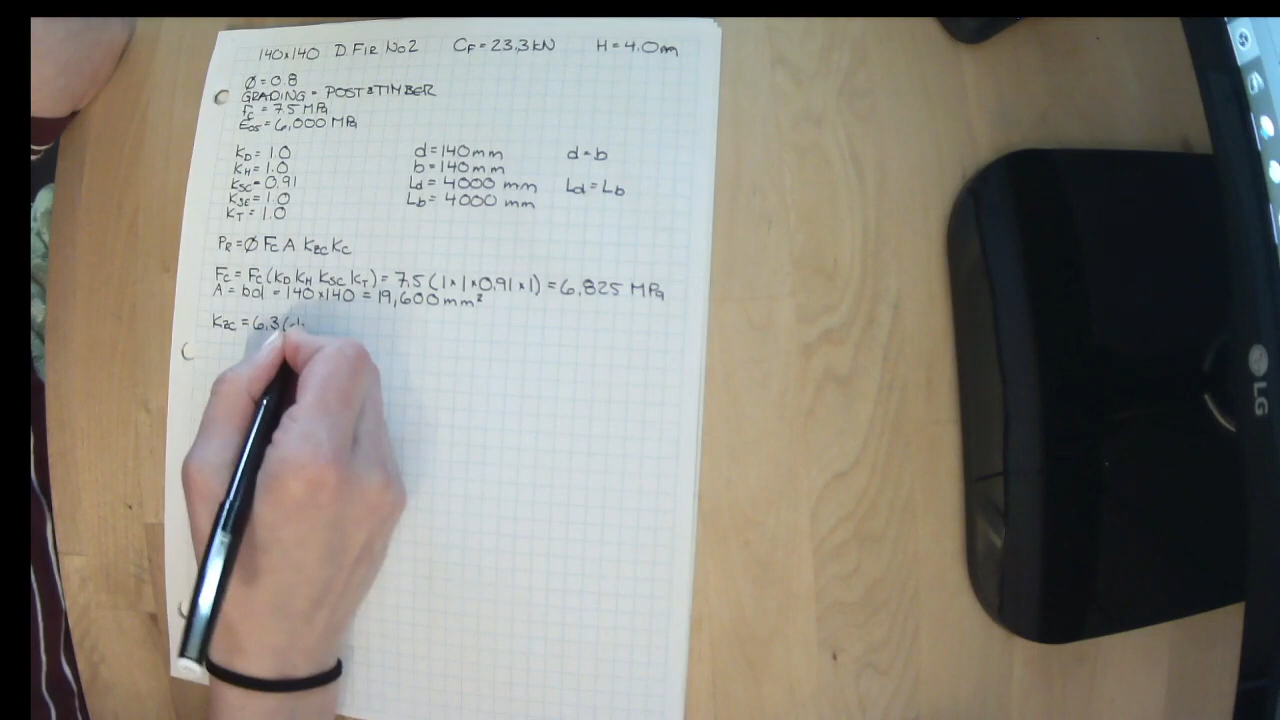 140x140 D FIR No2 CF = 23.3 kN H = 4.0m
Ø = 0.8
GRADING = POST & TIMBER
Fc = 7.5 MPa
E05 = 6,000 MPa
KD = 1.0 d = 140mm d = b
KH = 1.0 b = 140mm
KSC = 0.91 Ld = 4000 mm Ld = Lb
KSE = 1.0 Lb = 4000 mm
KT = 1.0
PR = Ø Fc A Kzc Kc
Fc = Fc (KD KH KSC KT) = 7.5 (1 x 1 x 0.91 x 1) = 6.825 MPa
A = bd = 140 x 140 = 19,600 mm²
Kzc = 6.3 (
LG